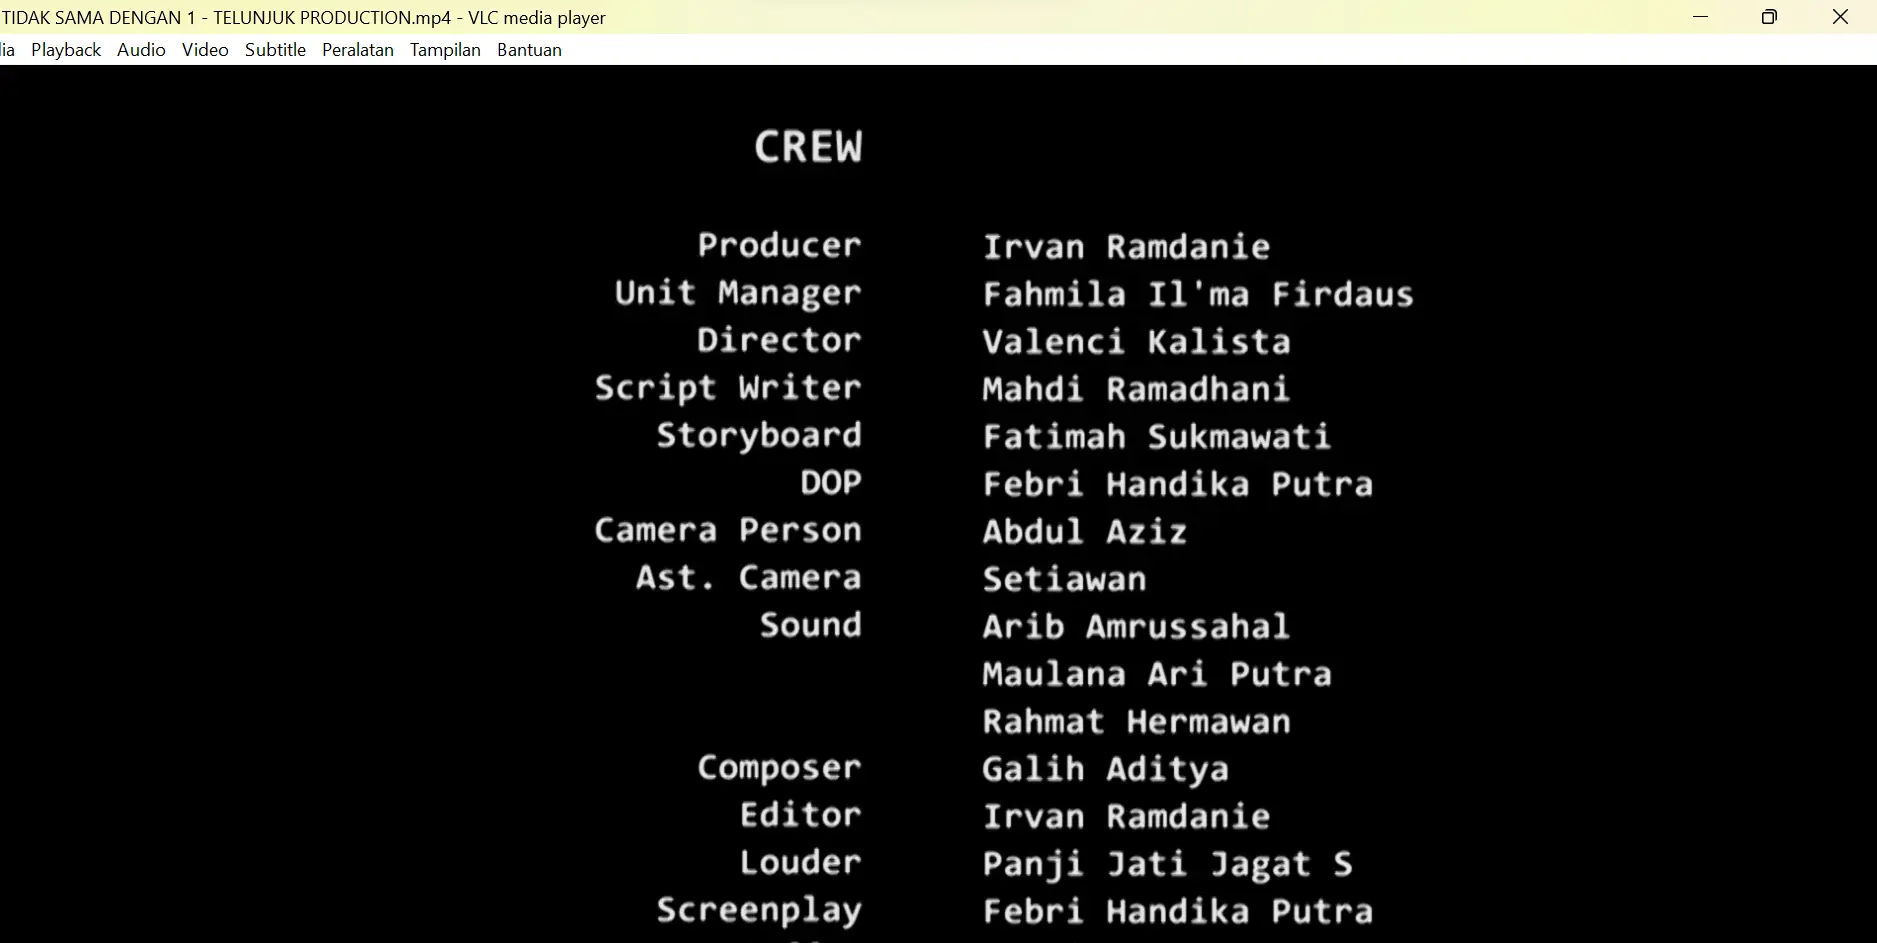 TIDAK SAMA DENGAN 1 - TELUNJUK PRODUCTION.mp4 - VLC media player
Playback Audio Video Subtitle Peralatan Tampilan Bantuan
CREW
Producer Irvan Ramdanie
Unit Manager Fahmila Il'ma Firdaus
Director Valenci Kalista
Script Writer Mahdi Ramadhani
Storyboard Fatimah Sukmawati
DOP Febri Handika Putra
Camera Person Abdul Aziz
Ast. Camera Setiawan
Sound Arib Amrussahal
Maulana Ari Putra
Rahmat Hermawan
Composer Galih Aditya
Editor Irvan Ramdanie
Louder Panji Jati Jagat S
Screenplay Febri Handika Putra